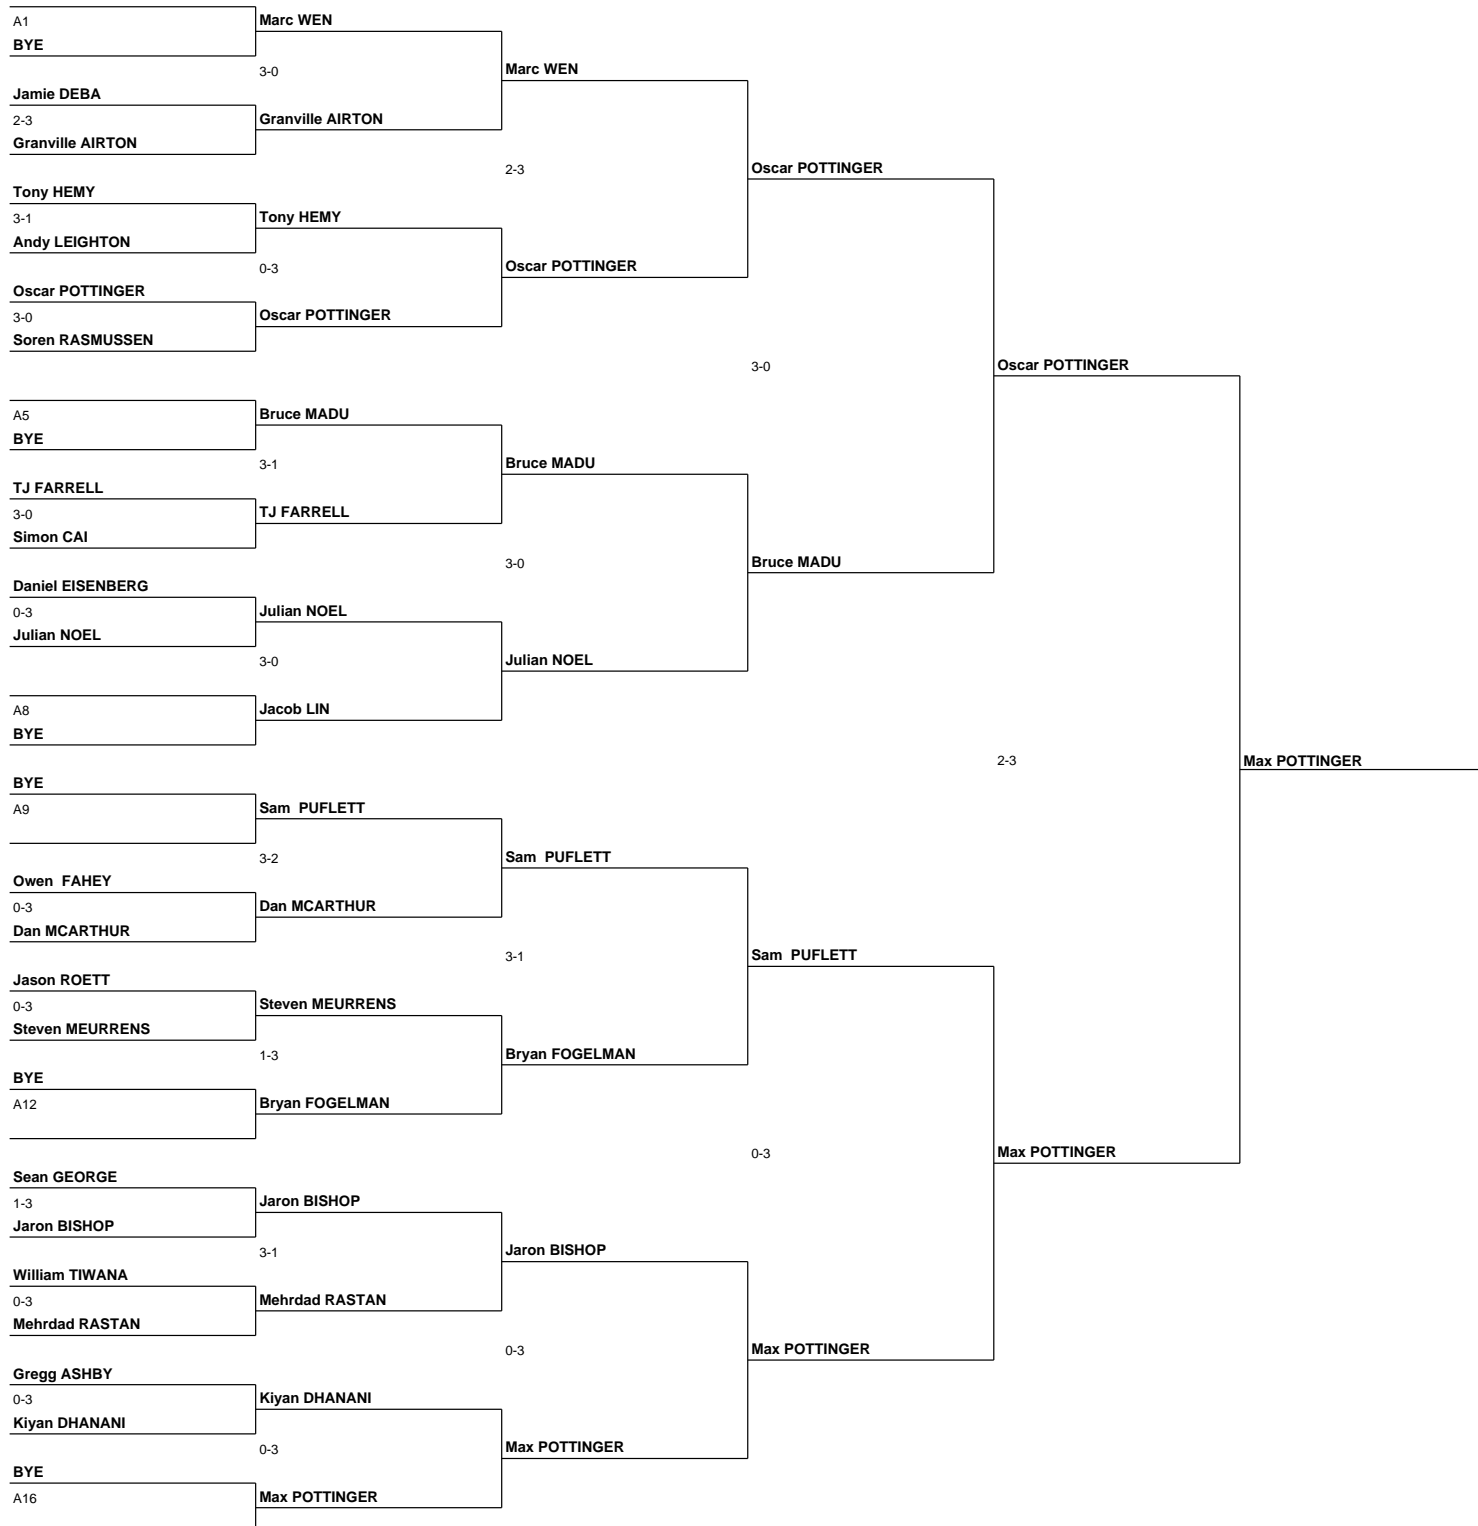 A1
BYE
Marc WEN
3-0
Jamie DEBA
2-3
Granville AIRTON
Granville AIRTON
Marc WEN
2-3
Tony HEMY
3-1
Andy LEIGHTON
Tony HEMY
0-3
Oscar POTTINGER
3-0
Soren RASMUSSEN
Oscar POTTINGER
Oscar POTTINGER
Oscar POTTINGER
3-0
A5
BYE
Bruce MADU
3-1
TJ FARRELL
3-0
Simon CAI
TJ FARRELL
Bruce MADU
3-0
Daniel EISENBERG
0-3
Julian NOEL
Julian NOEL
3-0
A8
BYE
Jacob LIN
Julian NOEL
Bruce MADU
Oscar POTTINGER
2-3
BYE
A9
Sam  PUFLETT
3-2
Owen  FAHEY
0-3
Dan MCARTHUR
Dan MCARTHUR
Sam  PUFLETT
3-1
Jason ROETT
0-3
Steven MEURRENS
Steven MEURRENS
1-3
BYE
A12
Bryan FOGELMAN
Bryan FOGELMAN
Sam  PUFLETT
0-3
Sean GEORGE
1-3
Jaron BISHOP
Jaron BISHOP
3-1
William TIWANA
0-3
Mehrdad RASTAN
Mehrdad RASTAN
Jaron BISHOP
0-3
Gregg ASHBY
0-3
Kiyan DHANANI
Kiyan DHANANI
0-3
BYE
A16
Max POTTINGER
Max POTTINGER
Max POTTINGER
Max POTTINGER
Max POTTINGER